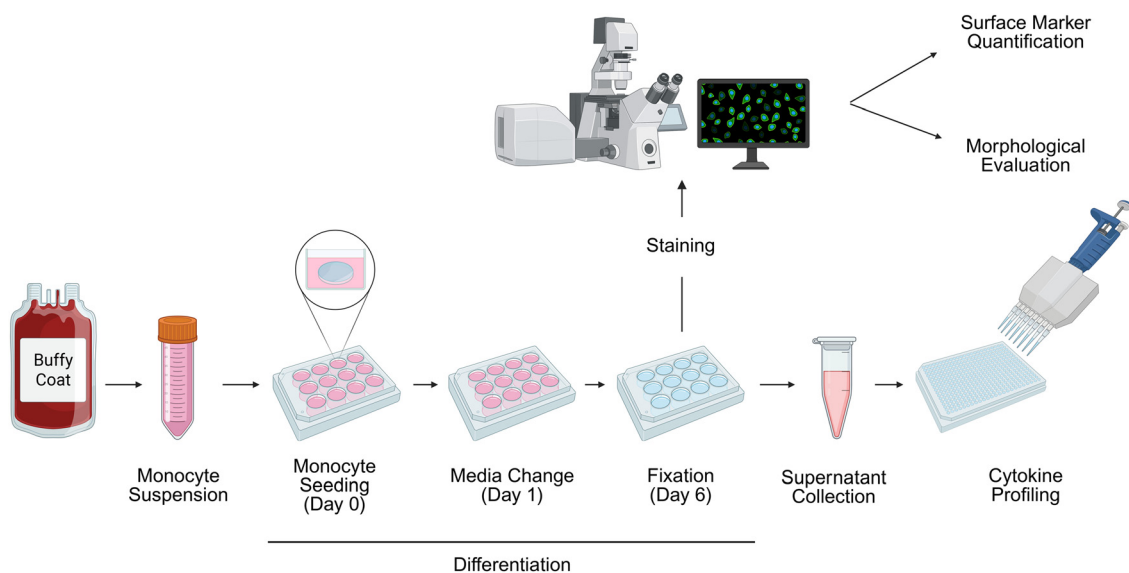 Surface Marker
Quantification
Morphological
Evaluation
Staining
Buffy
Coat
Monocyte
Suspension
Monocyte
Seeding
(Day 0)
Media Change
(Day 1)
Fixation
(Day 6)
Supernatant
Collection
Cytokine
Profiling
Differentiation